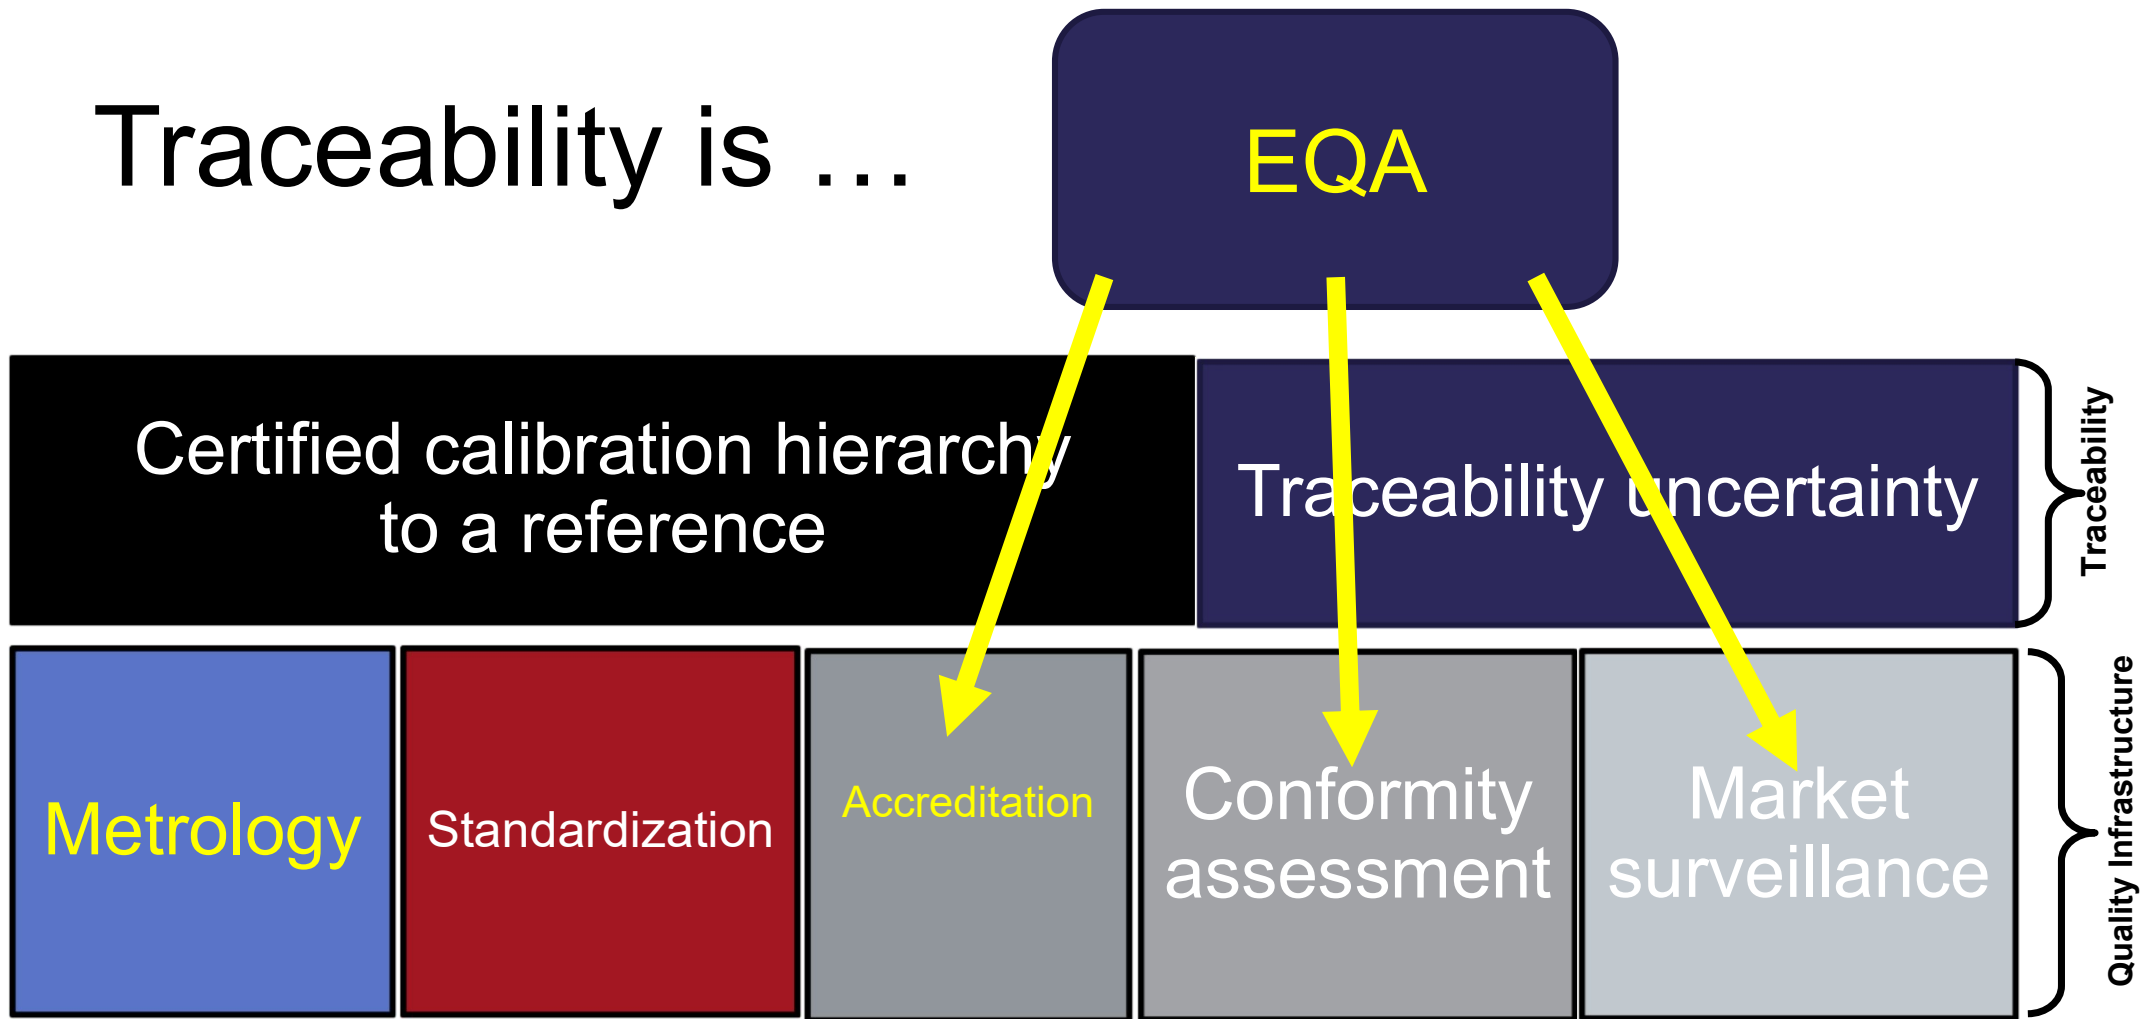 Traceability is …
EQA
Certified calibration hierarchy
to a reference
Traceability uncertainty
Traceability
Metrology
Standardization
Accreditation
Conformity
assessment
Market
surveillance
Quality Infrastructure